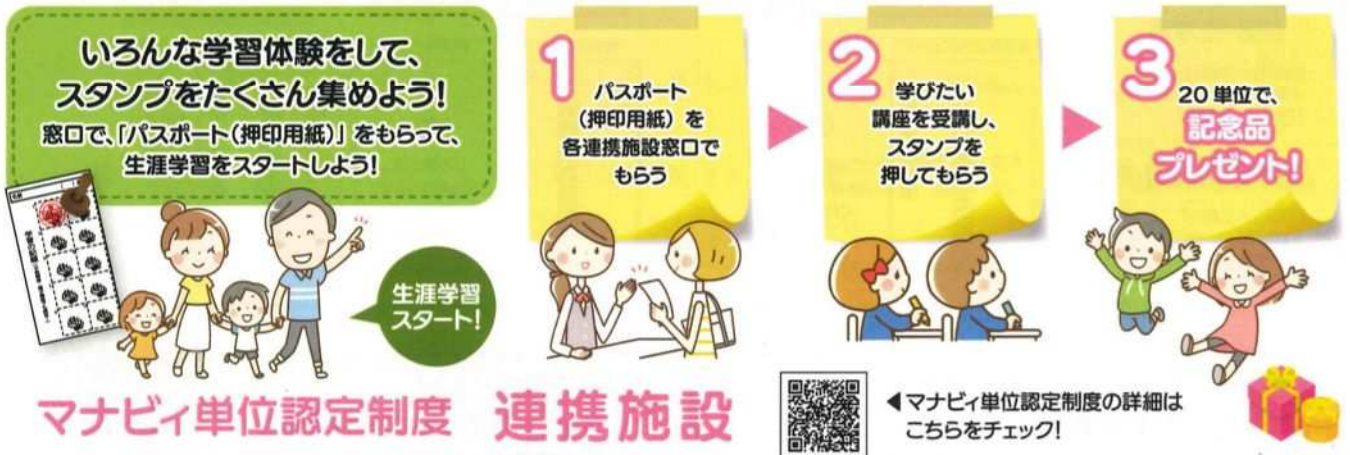 いろんな学習体験をして、
スタンプをたくさん集めよう!
窓口で、「パスポート(押印用紙)」をもらって、
生涯学習をスタートしよう!
生涯学習
スタート!
1
パスポート
(押印用紙)を
各連携施設窓口で
もらう
2
学びたい
講座を受講し、
スタンプを
押してもらう
3
20単位で、
記念品
プレゼント!
マナビィ単位認定制度 連携施設
◀マナビィ単位認定制度の詳細は
こちらをチェック!